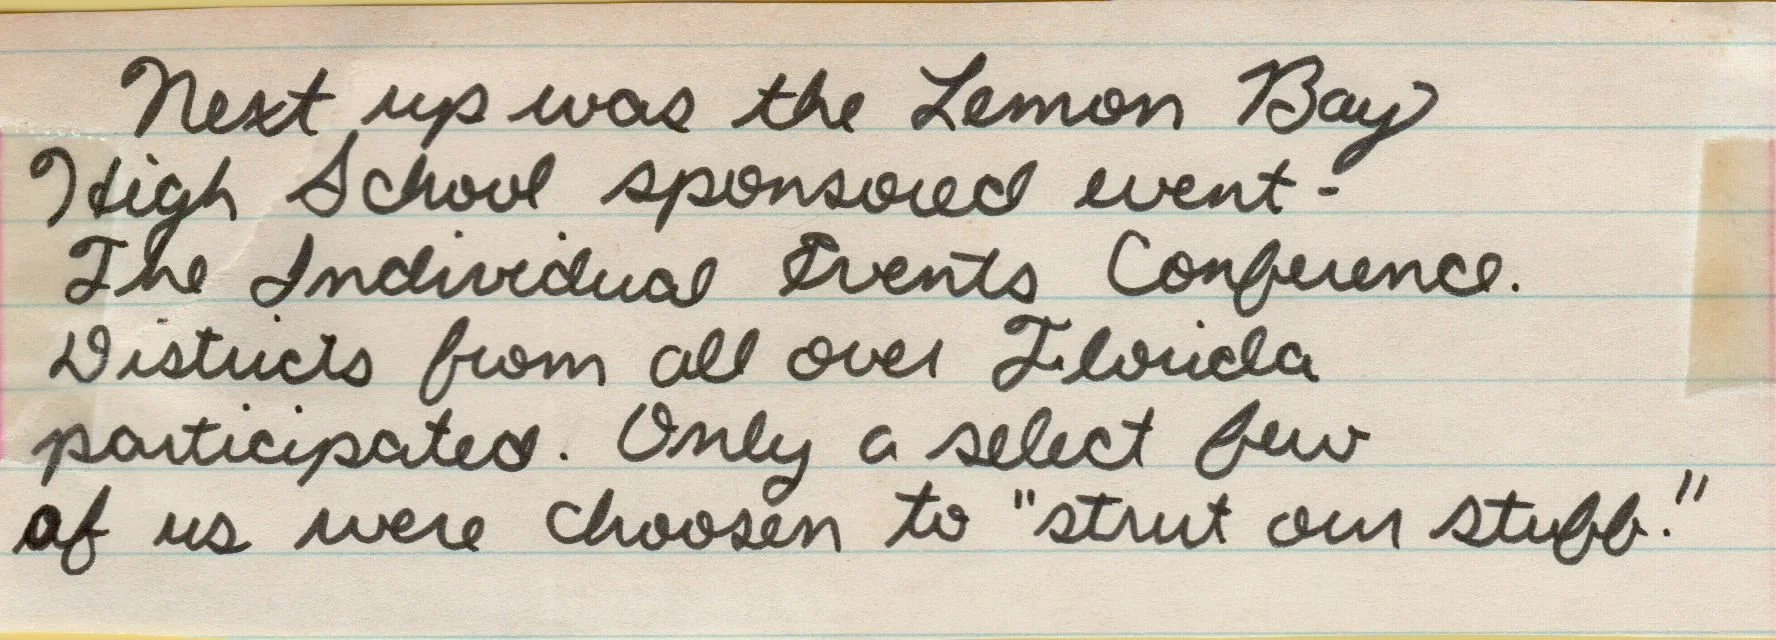 Next up was the Lemon Bay
High School sponsored event-
The Individual Events Conference.
Districts from all over Florida
participated. Only a select few
of us were choosen to "strut our stuff."